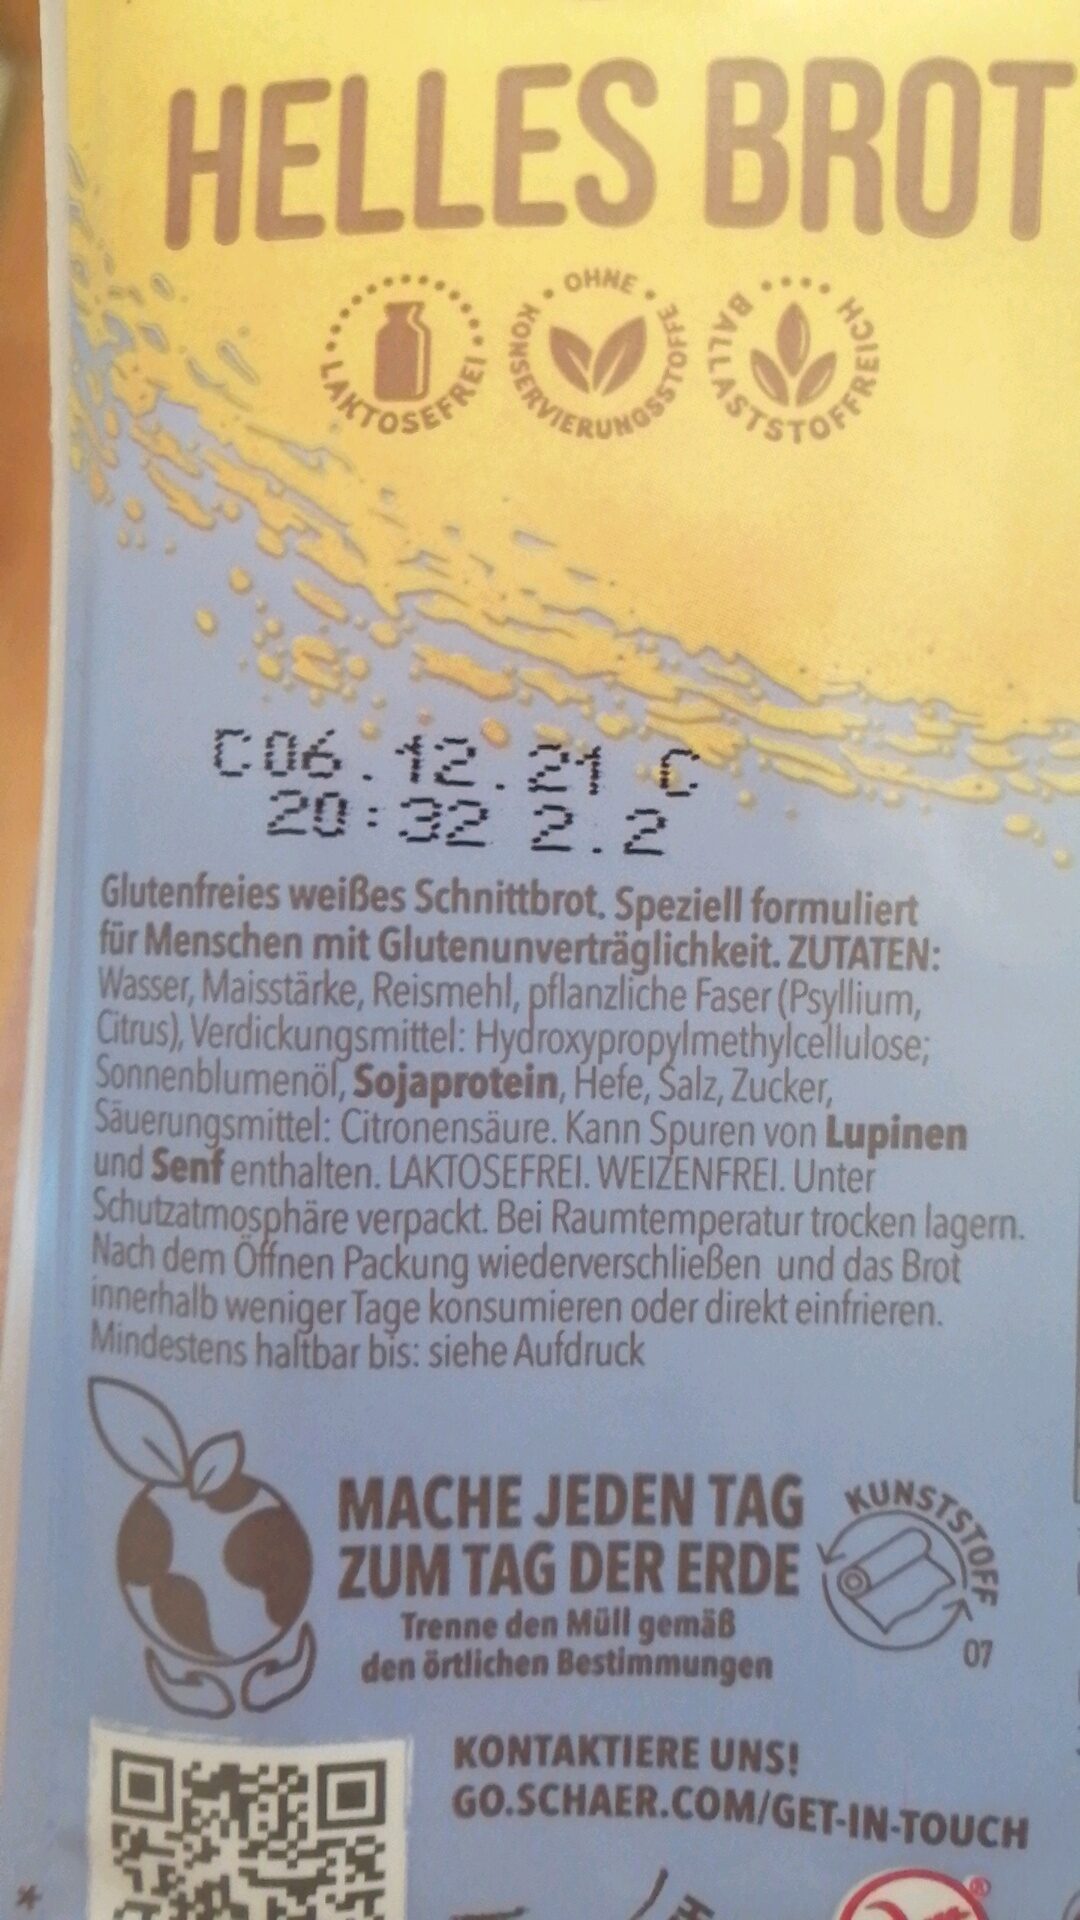 HELLES BROT
LAKTOSEFREI
OHNE KONSERVIERUNGSSTOFFE
BALLASTSTOFFREICH
C06.12.21 C
20:32 2.2
Glutenfreies weißes Schnittbrot. Speziell formuliert
für Menschen mit Glutenunverträglichkeit. ZUTATEN:
Wasser, Maisstärke, Reismehl, pflanzliche Faser (Psyllium,
Citrus), Verdickungsmittel: Hydroxypropylmethylcellulose;
Sonnenblumenöl, Sojaprotein, Hefe, Salz, Zucker,
Säuerungsmittel: Citronensäure. Kann Spuren von Lupinen
und Senf enthalten. LAKTOSEFREI. WEIZENFREI. Unter
Schutzatmosphäre verpackt. Bei Raumtemperatur trocken lagern.
Nach dem Öffnen Packung wiederverschließen und das Brot
innerhalb weniger Tage konsumieren oder direkt einfrieren.
Mindestens haltbar bis: siehe Aufdruck
MACHE JEDEN TAG
ZUM TAG DER ERDE
Trenne den Müll gemäß
den örtlichen Bestimmungen
KUNSTSTOFF
07
KONTAKTIERE UNS!
GO.SCHAER.COM/GET-IN-TOUCH
*
®